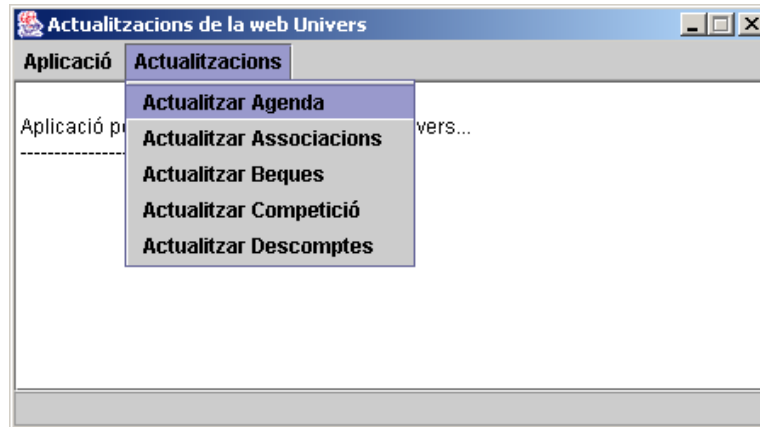 Actualitzacions de la web Univers
Aplicació Actualitzacions
Actualitzar Agenda
Aplicació
vers...
Actualitzar Associacions
---------------
Actualitzar Beques
Actualitzar Competició
Actualitzar Descomptes